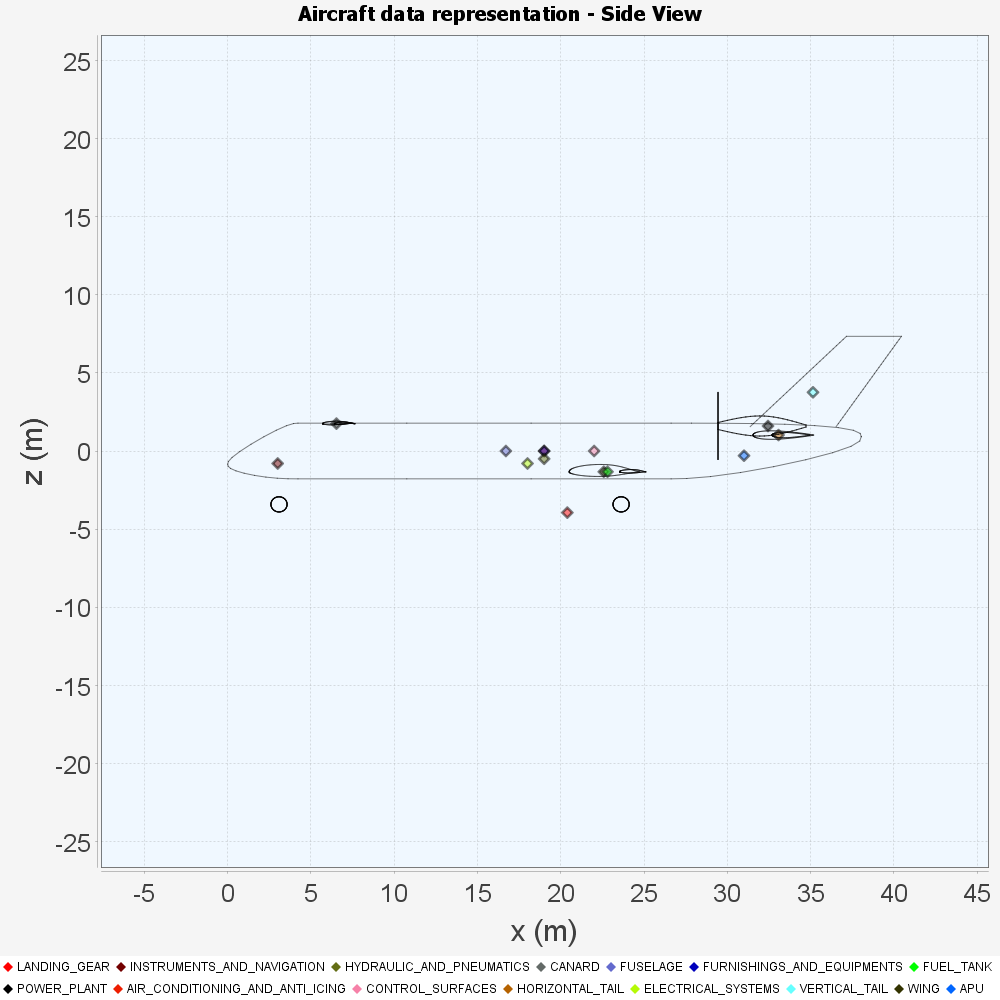 Aircraft data representation - Side View
25
20
15
10
5
0
-5
-10
-15
-20
-25
z (m)
-5 0 5 10 15 20 25 30 35 40 45
x (m)
LANDING_GEAR INSTRUMENTS_AND_NAVIGATION HYDRAULIC_AND_PNEUMATICS CANARD FUSELAGE FURNISHINGS_AND_EQUIPMENTS FUEL_TANK
POWER_PLANT AIR_CONDITIONING_AND_ANTI_ICING CONTROL_SURFACES HORIZONTAL_TAIL ELECTRICAL_SYSTEMS VERTICAL_TAIL WING APU